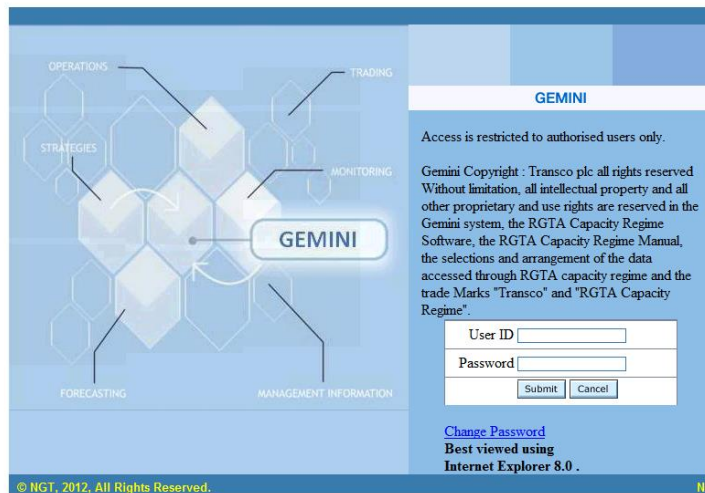 OPERATIONS
TRADING
STRATEGIES
MONITORING
GEMINI
FORECASTING
MANAGEMENT INFORMATION
GEMINI
Access is restricted to authorised users only.
Gemini Copyright : Transco plc all rights reserved
Without limitation, all intellectual property and all
other proprietary and use rights are reserved in the
Gemini system, the RGTA Capacity Regime
Software, the RGTA Capacity Regime Manual,
the selections and arrangement of the data
accessed through RGTA capacity regime and the
trade Marks "Transco" and "RGTA Capacity
Regime".
User ID
Password
Submit Cancel
Change Password
Best viewed using
Internet Explorer 8.0 .
© NGT, 2012, All Rights Reserved.
N